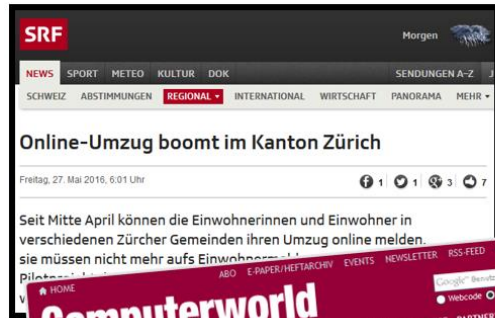 SRF
Morgen
NEWS SPORT METEO KULTUR DOK SENDUNGEN A-Z
SCHWEIZ ABSTIMMUNGEN REGIONAL INTERNATIONAL WIRTSCHAFT PANORAMA MEHR
Online-Umzug boomt im Kanton Zürich
Freitag, 27. Mai 2016, 6:01 Uhr 1 1 3 7
Seit Mitte April können die Einwohnerinnen und Einwohner in
verschiedenen Zürcher Gemeinden ihren Umzug online melden.
sie müssen nicht mehr aufs
HOME ABO E-PAPER/HEFTARCHIV EVENTS NEWSLETTER RSS-FEED
Computerworld
Google
Webcode